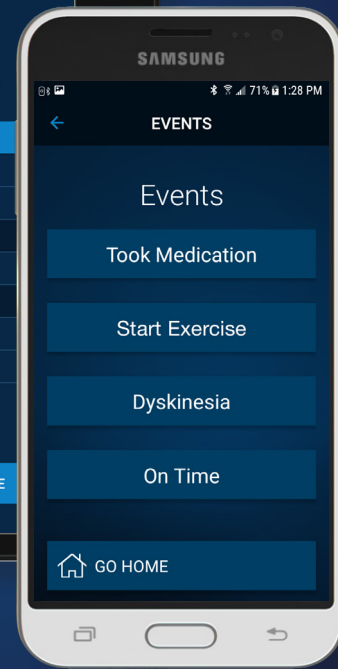 SAMSUNG
71% 1:28 PM
EVENTS
Events
Took Medication
Start Exercise
Dyskinesia
On Time
GO HOME
E